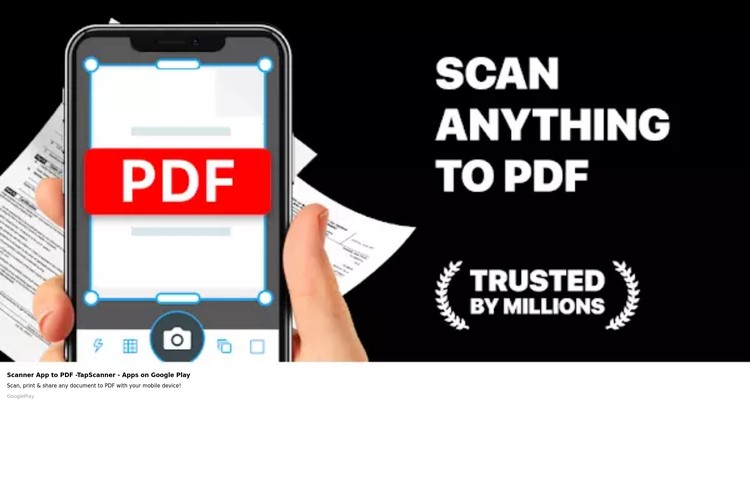 PDF
SCAN
ANYTHING
TO PDF
TRUSTED
BY MILLIONS
Scanner App to PDF -TapScanner - Apps on Google Play
Scan, print & share any document to PDF with your mobile device!
GooglePlay